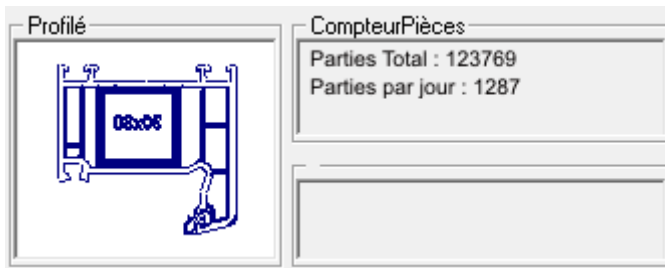 Profilé
CompteurPièces
Parties Total : 123769
Parties par jour : 1287